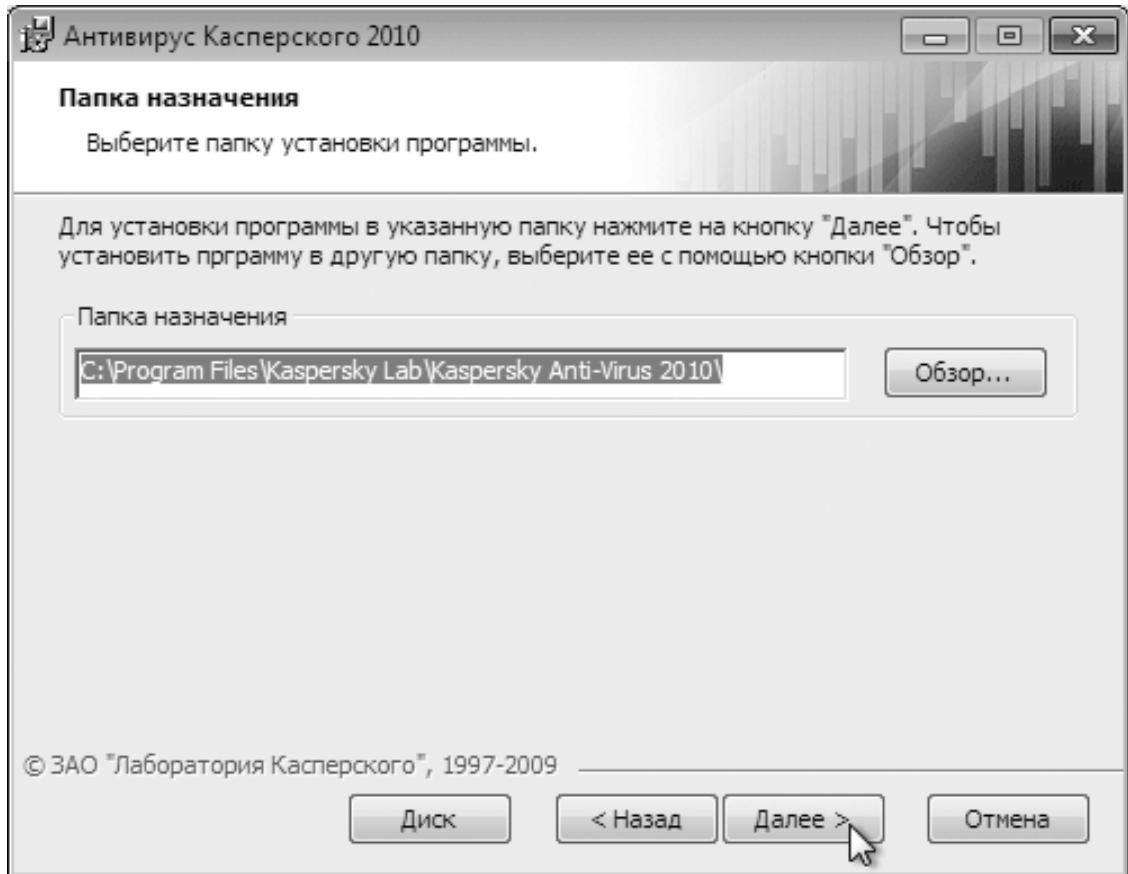 Антивирус Касперского 2010
Папка назначения
Выберите папку установки программы.
Для установки программы в указанную папку нажмите на кнопку "Далее". Чтобы
установить прграмму в другую папку, выберите ее с помощью кнопки "Обзор".
Папка назначения
C:\Program Files\Kaspersky Lab\Kaspersky Anti-Virus 2010\
Обзор...
© ЗАО "Лаборатория Касперского", 1997-2009
Диск
< Назад
Далее >
Отмена